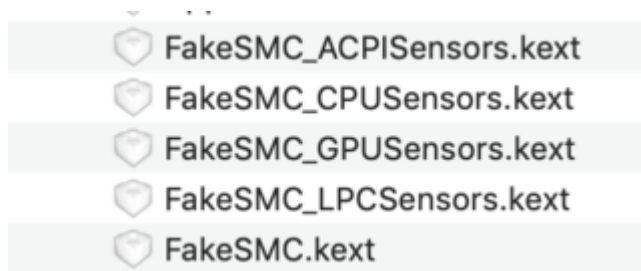 FakeSMC_ACPISensors.kext
FakeSMC_CPUSensors.kext
FakeSMC_GPUSensors.kext
FakeSMC_LPCSensors.kext
FakeSMC.kext